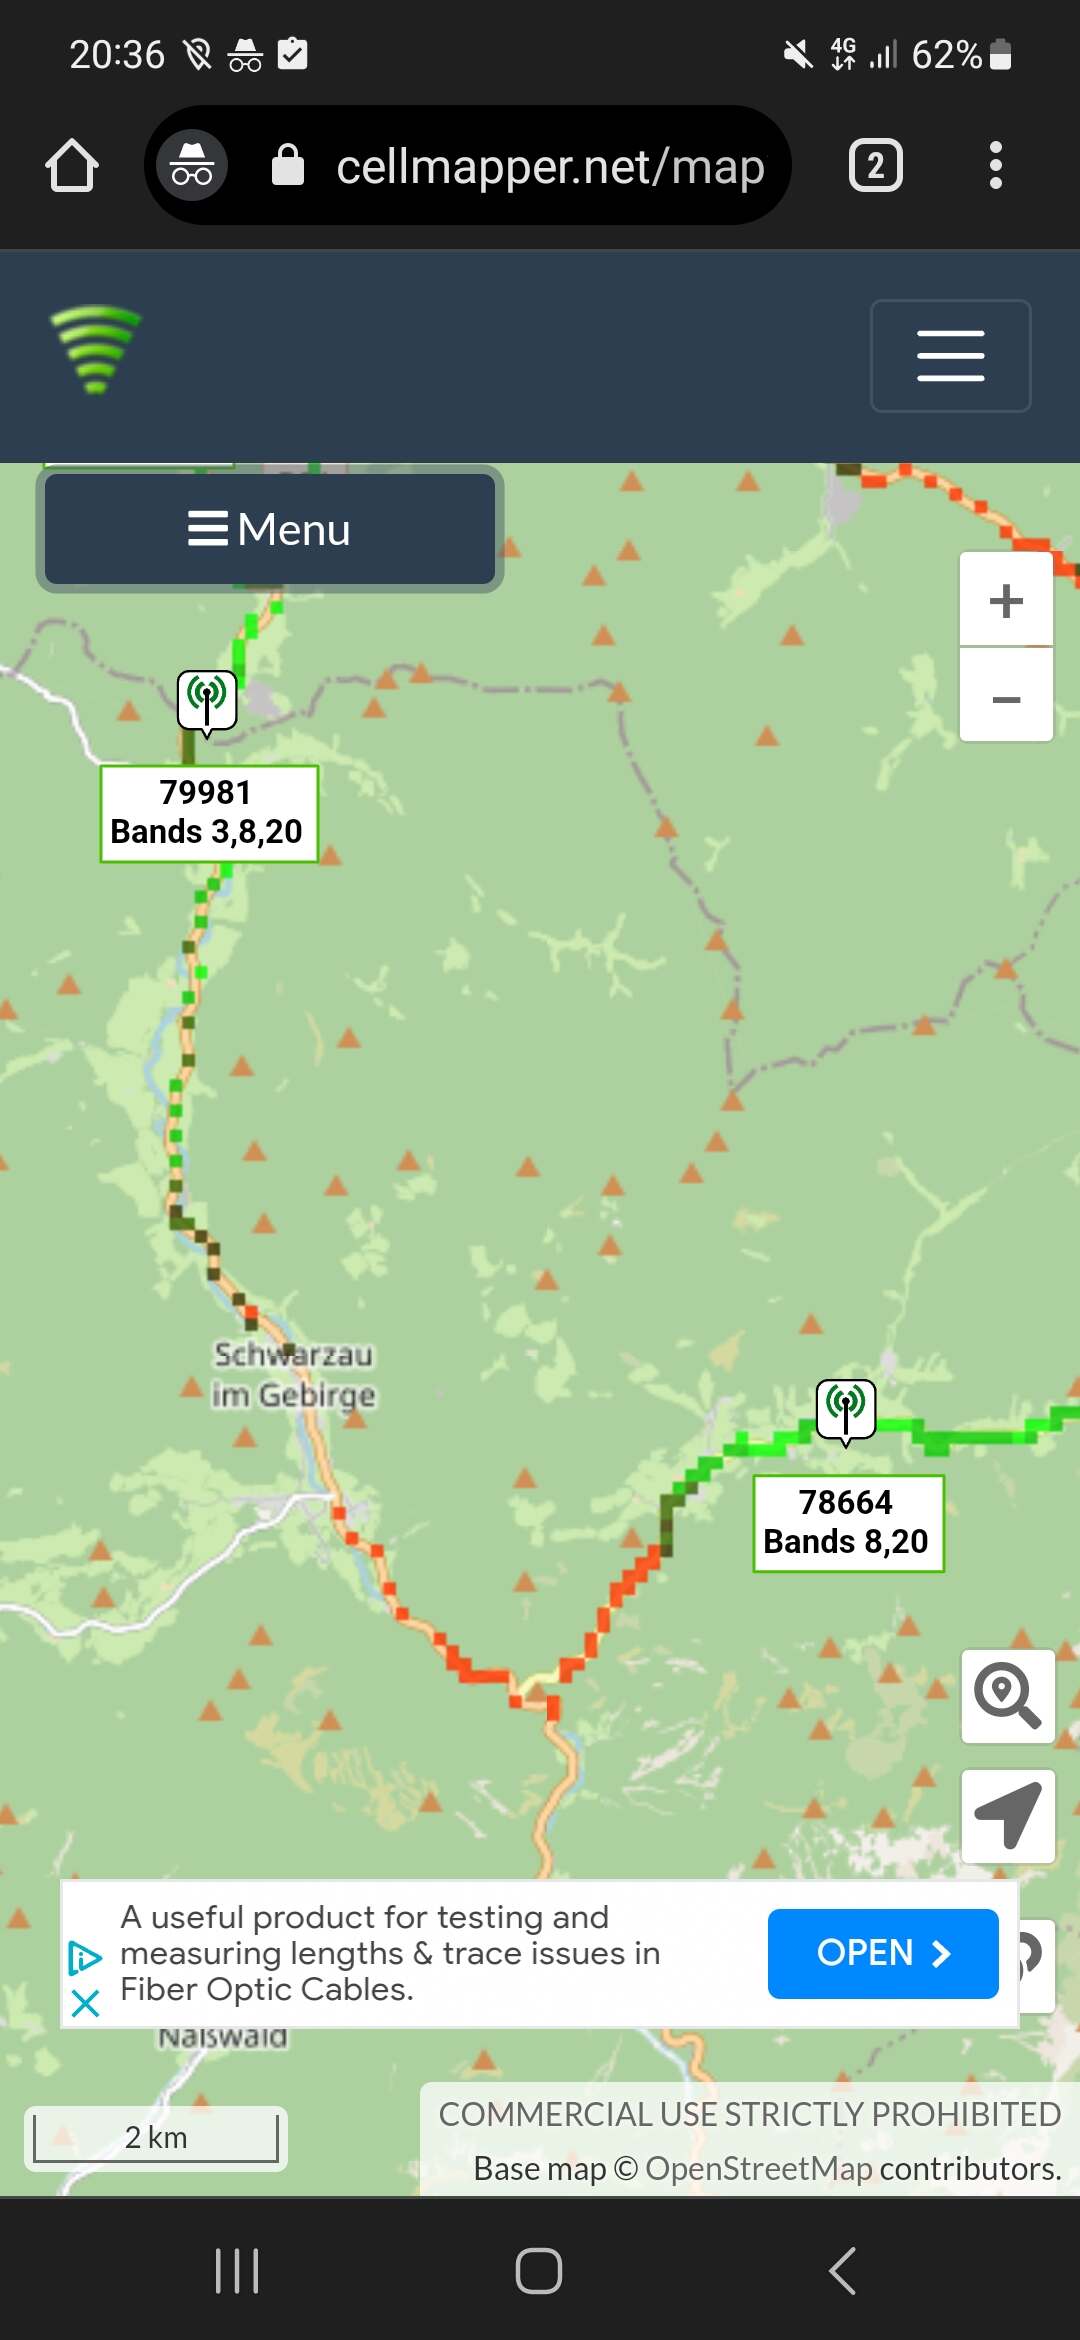 20:36
4G
62%
cellmapper.net/map
2
Menu
+
−
79981
Bands 3,8,20
Schwarzau
im Gebirge
78664
Bands 8,20
A useful product for testing and
measuring lengths & trace issues in
Fiber Optic Cables.
OPEN
Naßwald
2 km
COMMERCIAL USE STRICTLY PROHIBITED
Base map © OpenStreetMap contributors.